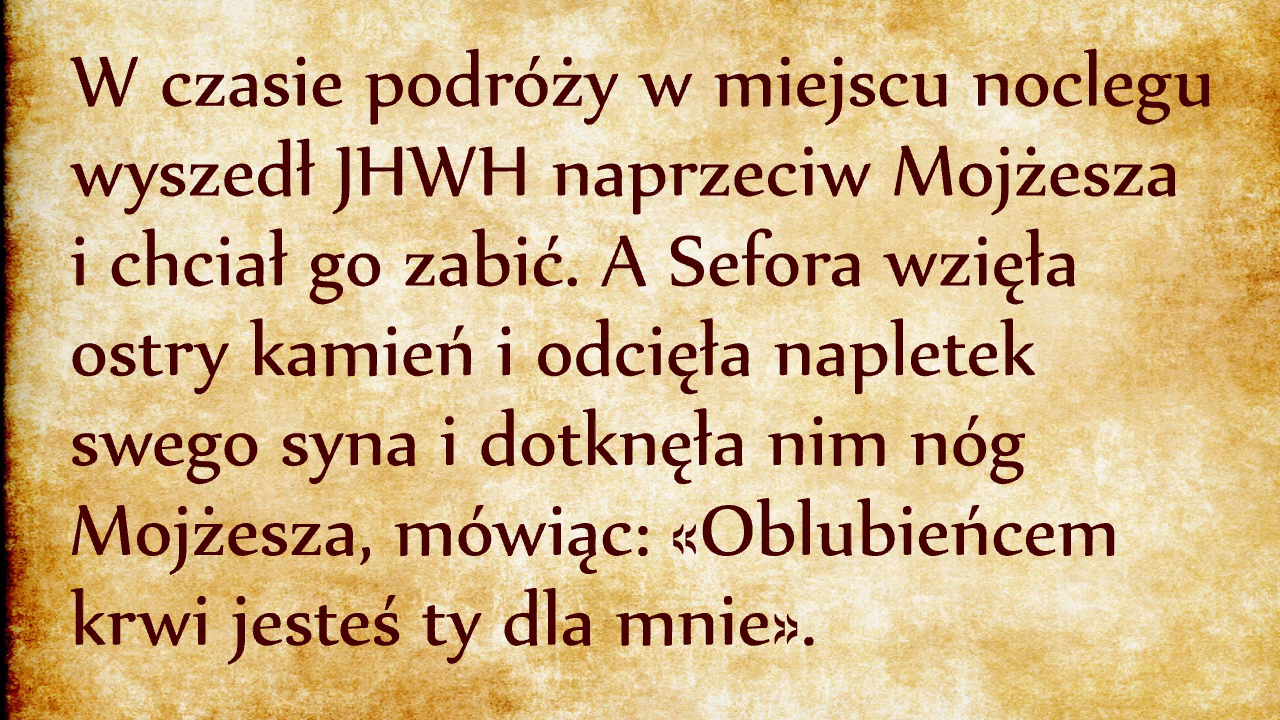 W czasie podróży w miejscu noclegu
wyszedł JHWH naprzeciw Mojżesza
i chciał go zabić. A Sefora wzięła
ostry kamień i odcięła napletek
swego syna i dotknęła nim nóg
Mojżesza, mówiąc: «Oblubieńcem
krwi jesteś ty dla mnie».